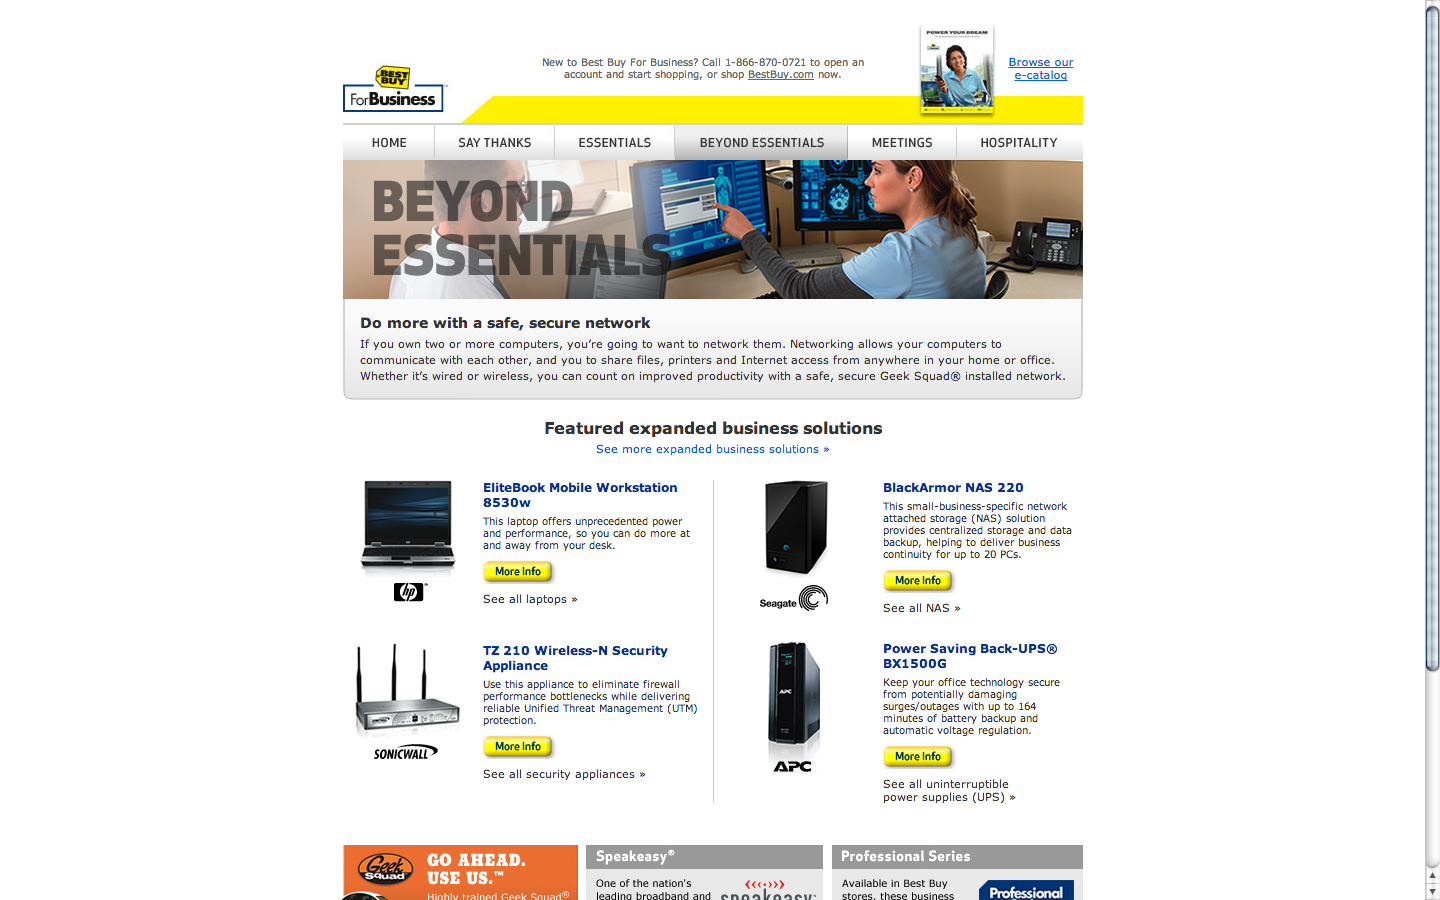 POWER YOUR DREAM
New to Best Buy For Business? Call 1-866-870-0721 to open an
account and start shopping, or shop BestBuy.com now.
Browse our
e-catalog
BEST
BUY
ForBusiness
HOME
SAY THANKS
ESSENTIALS
BEYOND ESSENTIALS
MEETINGS
HOSPITALITY
BEYOND
ESSENTIALS
Do more with a safe, secure network
If you own two or more computers, you’re going to want to network them. Networking allows your computers to
communicate with each other, and you to share files, printers and Internet access from anywhere in your home or office.
Whether it’s wired or wireless, you can count on improved productivity with a safe, secure Geek Squad® installed network.
Featured expanded business solutions
See more expanded business solutions »
EliteBook Mobile Workstation
8530w
This laptop offers unprecedented power
and performance, so you can do more at
and away from your desk.
More Info
See all laptops »
hp
BlackArmor NAS 220
This small-business-specific network
attached storage (NAS) solution
provides centralized storage and data
backup, helping to deliver business
continuity for up to 20 PCs.
More Info
See all NAS »
Seagate
TZ 210 Wireless-N Security
Appliance
Use this appliance to eliminate firewall
performance bottlenecks while delivering
reliable Unified Threat Management (UTM)
protection.
More Info
See all security appliances »
SONICWALL
Power Saving Back-UPS®
BX1500G
Keep your office technology secure
from potentially damaging
surges/outages with up to 164
minutes of battery backup and
automatic voltage regulation.
More Info
See all uninterruptible
power supplies (UPS) »
APC
APC
Geek
Squad
GO AHEAD.
USE US.™
Highly trained Geek Squad®
Speakeasy®
One of the nation's
leading broadband and
speakeasy
Professional Series
Available in Best Buy
stores, these business
Professional